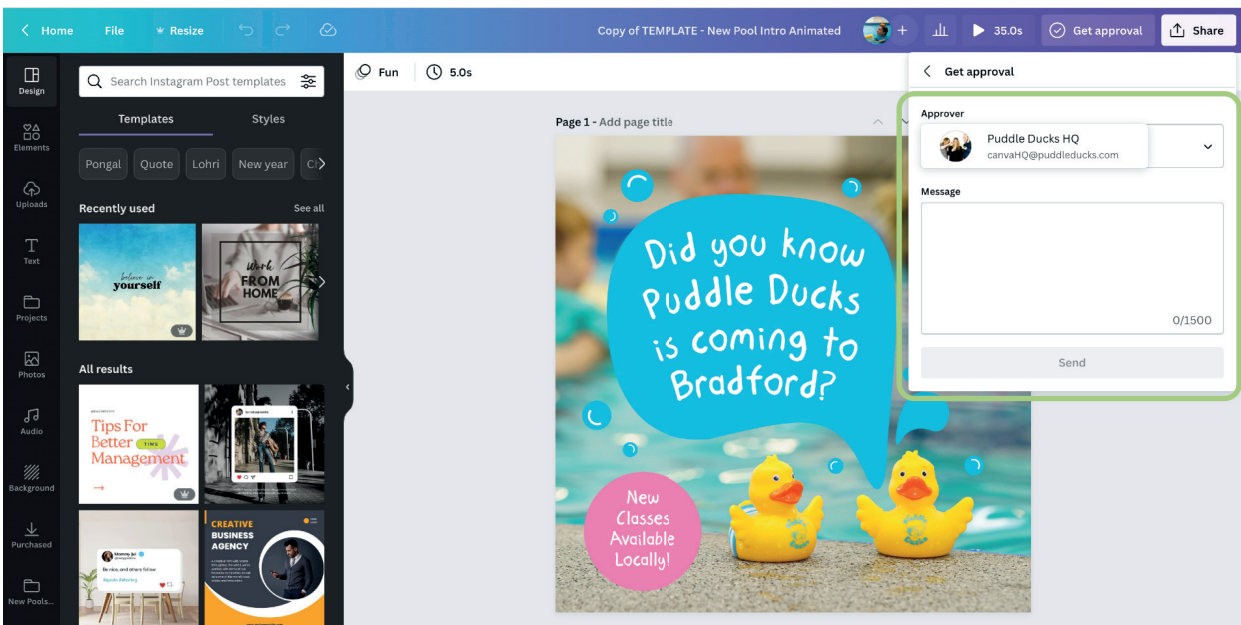 Home File Resize Copy of TEMPLATE - New Pool Intro Animated + 35.0s Get approval Share
Design
Elements
Uploads
Text
Projects
Photos
Audio
Background
Purchased
New Pools...
Search Instagram Post templates
Templates Styles
Pongal Quote Lohri New year
Recently used See all
believe in
yourself
Work
FROM
HOME
All results
Tips For
Better TIME
Management
CREATIVE
BUSINESS
AGENCY
Be nice, and others follow
Fun 5.0s
Page 1 - Add page title
Did you know
Puddle Ducks
is coming to
Bradford?
New
Classes
Available
Locally!
Get approval
Approver
Puddle Ducks HQ
canvaHQ@puddleducks.com
Message
0/1500
Send